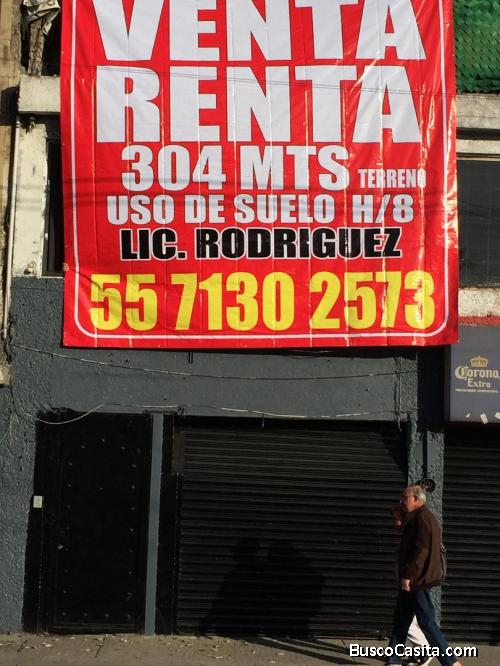 VENTA
RENTA
304 MTS TERRENO
USO DE SUELO H/8
LIC. RODRIGUEZ
55 7130 2573
Corona
Extra
BuscoCasita.com